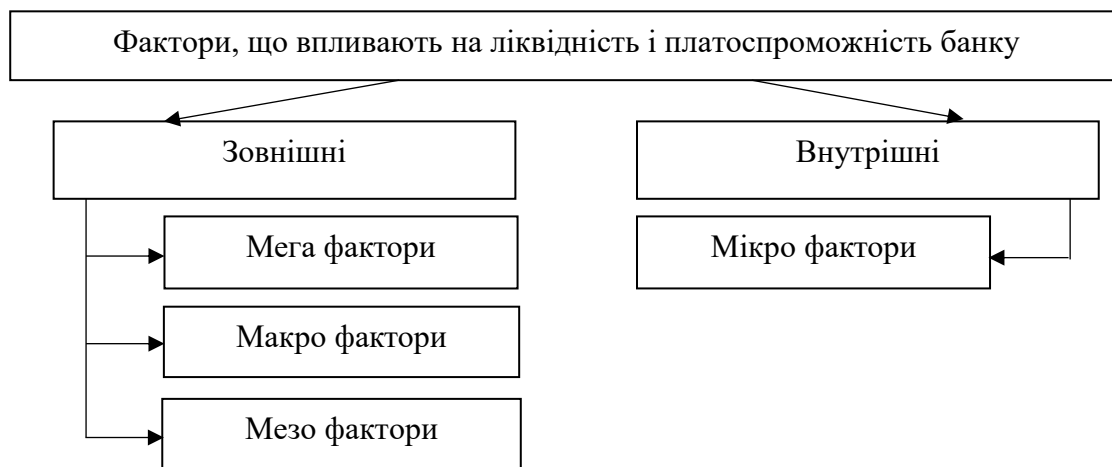 Фактори, що впливають на ліквідність і платоспроможність банку
Зовнішні
Внутрішні
Мега фактори
Мікро фактори
Макро фактори
Мезо фактори